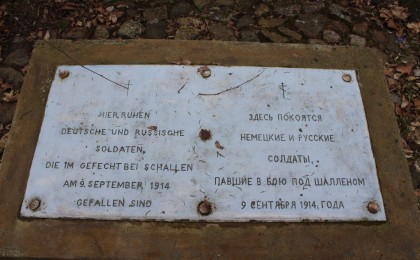 HIER RUHEN
DEUTSCHE UND RUSSISCHE
SOLDATEN,
DIE IM GEFECHT BEI SCHALLEN
AM 9. SEPTEMBER 1914
GEFALLEN SIND
ЗДЕСЬ ПОКОЯТСЯ
НЕМЕЦКИЕ И РУССКИЕ
СОЛДАТЫ,
ПАВШИЕ В БОЮ ПОД ШАЛЛЕНОМ
9 СЕНТЯБРЯ 1914. ГОДА